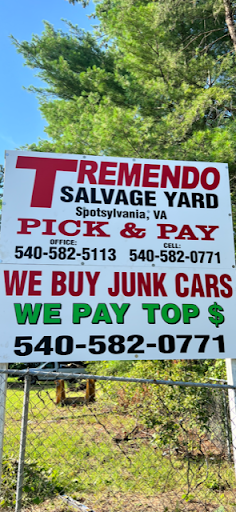 TREMENDO
SALVAGE YARD
Spotsylvania, VA
PICK & PAY
OFFICE: CELL:
540-582-5113 540-582-0771
WE BUY JUNK CARS
WE PAY TOP $
540-582-0771